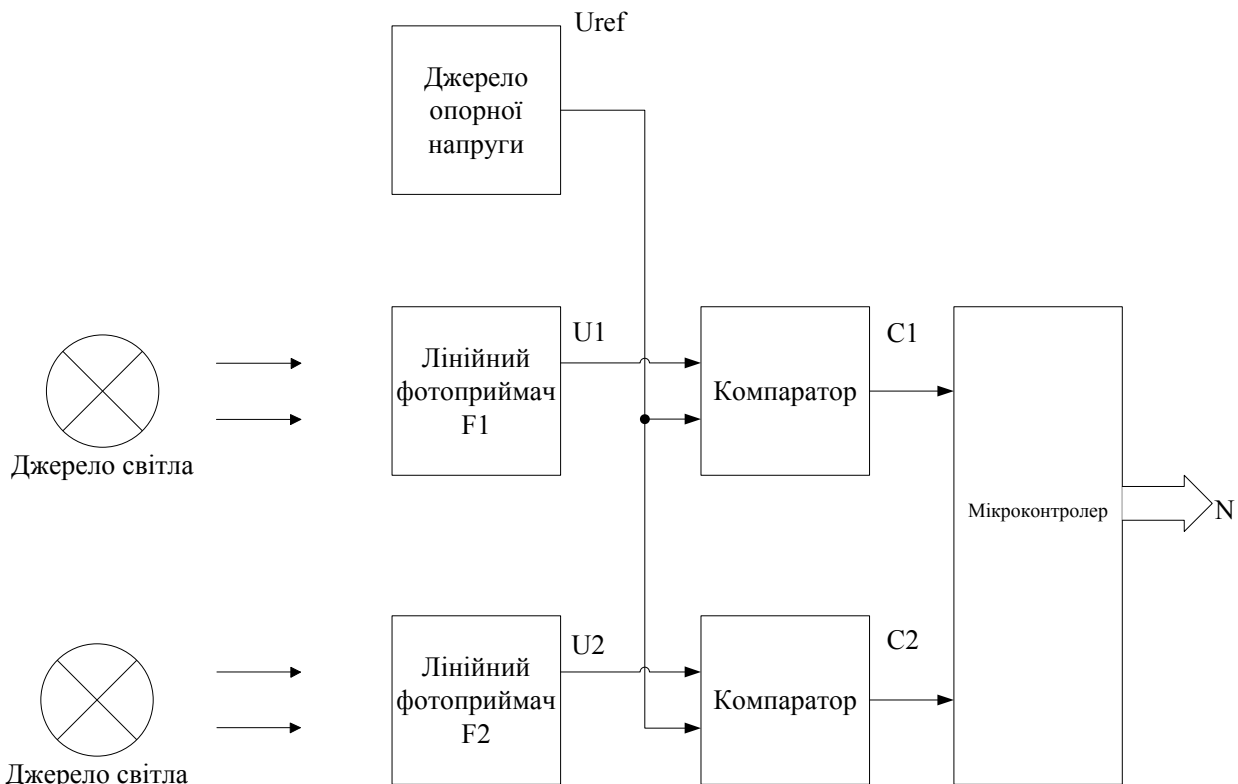 Uref
Джерело
опорної
напруги
U1
C1
Лінійний
фотоприймач
F1
Компаратор
Джерело світла
Мікроконтролер
N
U2
C2
Лінійний
фотоприймач
F2
Компаратор
Джерело світла